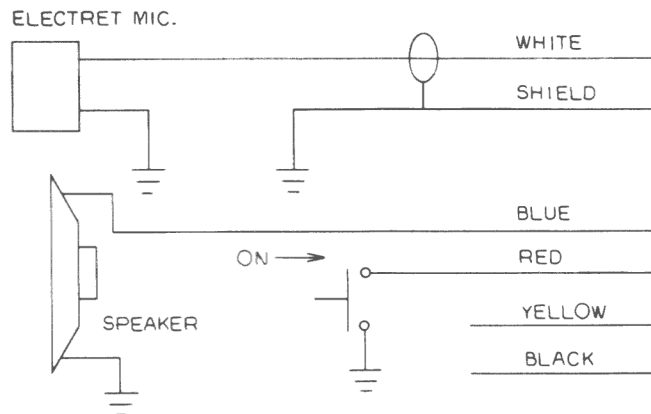 ELECTRET MIC.
WHITE
SHIELD
BLUE
ON
RED
SPEAKER
YELLOW
BLACK